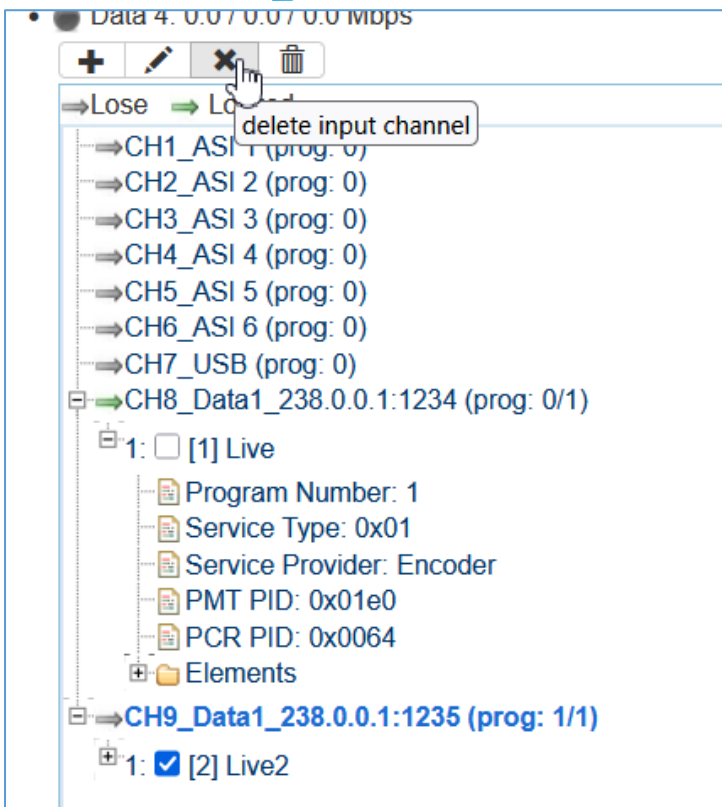 Data 4: 0.0 / 0.0 / 0.0 Mbps
Lose
delete input channel
CH1_ASI 1 (prog: 0)
CH2_ASI 2 (prog: 0)
CH3_ASI 3 (prog: 0)
CH4_ASI 4 (prog: 0)
CH5_ASI 5 (prog: 0)
CH6_ASI 6 (prog: 0)
CH7_USB (prog: 0)
CH8_Data1_238.0.0.1:1234 (prog: 0/1)
1: [1] Live
Program Number: 1
Service Type: 0x01
Service Provider: Encoder
PMT PID: 0x01e0
PCR PID: 0x0064
Elements
CH9_Data1_238.0.0.1:1235 (prog: 1/1)
1: [2] Live2